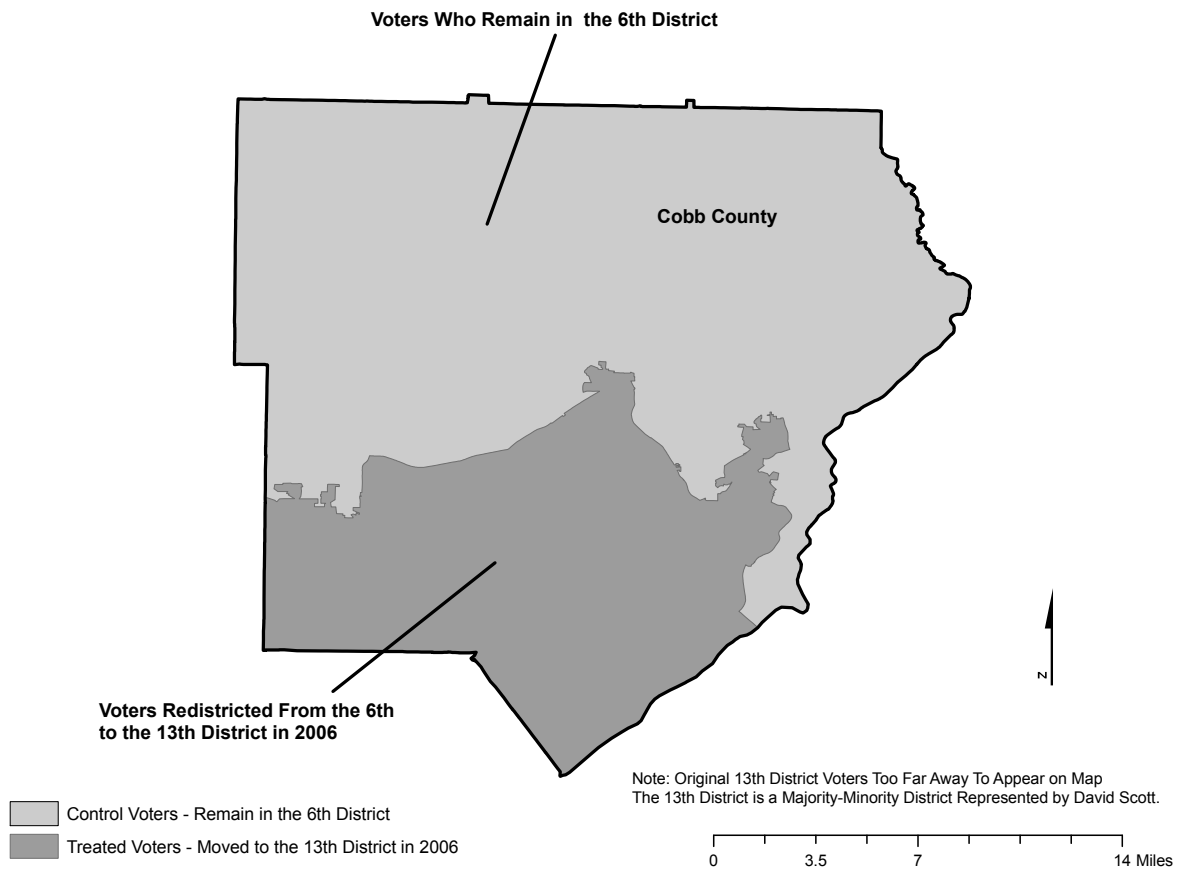 Voters Who Remain in the 6th District
Cobb County
N
Voters Redistricted From the 6th
to the 13th District in 2006
Note: Original 13th District Voters Too Far Away To Appear on Map
The 13th District is a Majority-Minority District Represented by David Scott.
Control Voters - Remain in the 6th District
Treated Voters - Moved to the 13th District in 2006
0 3.5 7 14 Miles